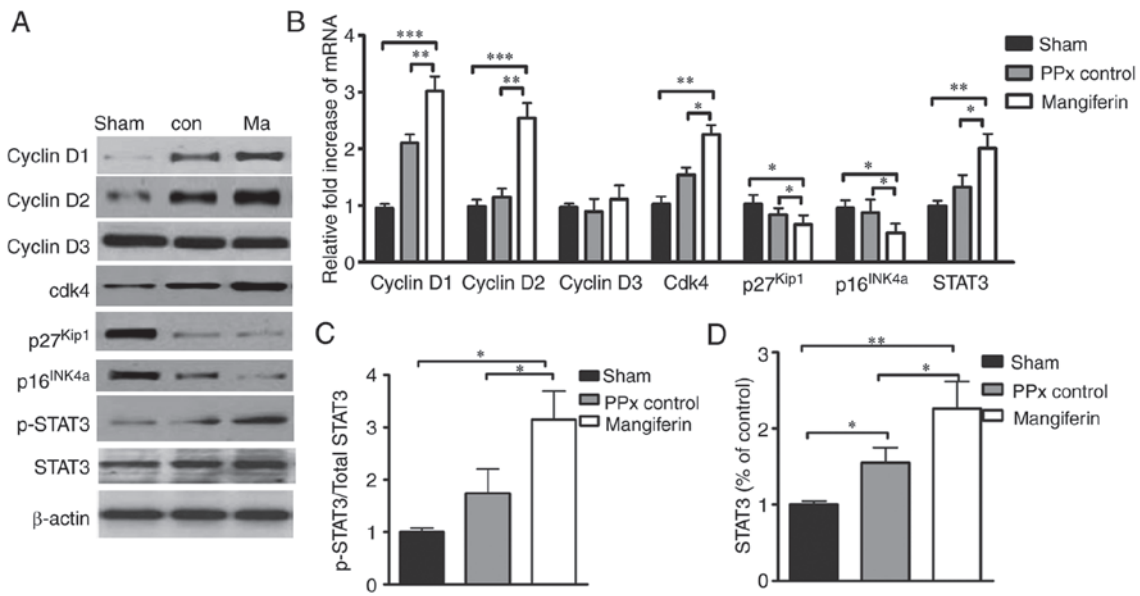 A
Sham con Ma
Cyclin D1
Cyclin D2
Cyclin D3
cdk4
p27Kip1
p16INK4a
p-STAT3
STAT3
β-actin
B
Relative fold increase of mRNA
5
4
3
2
1
0
*** ** *** ** ** * * * * * ** *
Cyclin D1 Cyclin D2 Cyclin D3 Cdk4 p27Kip1 p16INK4a STAT3
Sham
PPx control
Mangiferin
C
p-STAT3/Total STAT3
4
3
2
1
0
*
*
Sham
PPx control
Mangiferin
D
STAT3 (% of control)
3
2
1
0
**
*
*
Sham
PPx control
Mangiferin